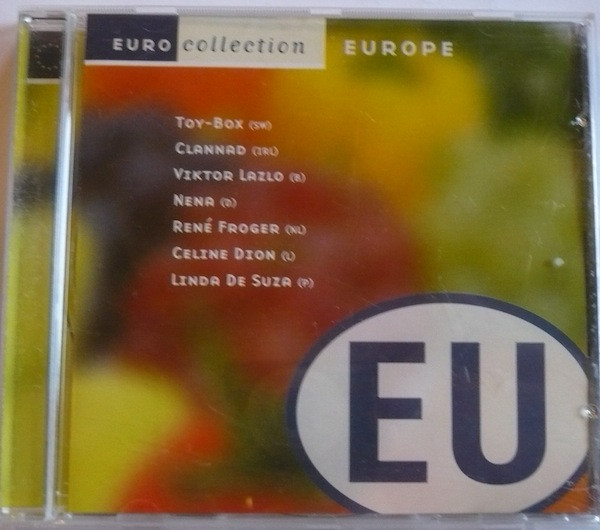 EURO collection EUROPE
TOY-BOX (SW)
CLANNAD (IRL)
VIKTOR LAZLO (B)
NENA (D)
RENÉ FROGER (NL)
CELINE DION (L)
LINDA DE SUZA (P)
EU